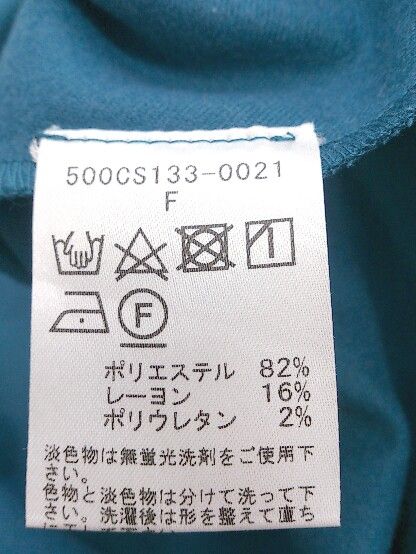 500CS133-0021
F
F
ポリエステル 82%
レーヨン 16%
ポリウレタン 2%
淡色物は無蛍光洗剤をご使用下
さい。
色物と淡色物は分けて洗って下
さい。洗濯後は形を整えて直ち